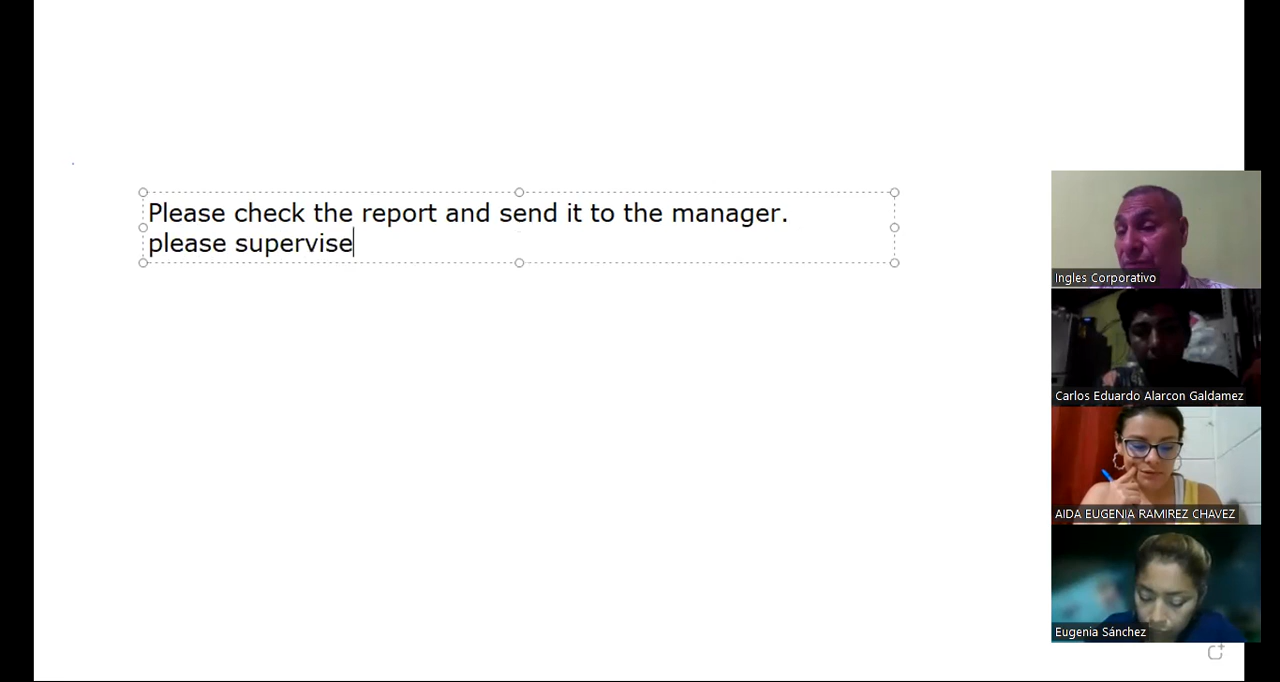 Please check the report and send it to the manager.
please supervise
Ingles Corporativo
Carlos Eduardo Alarcon Galdamez
AIDA EUGENIA RAMIREZ CHAVEZ
Eugenia Sánchez